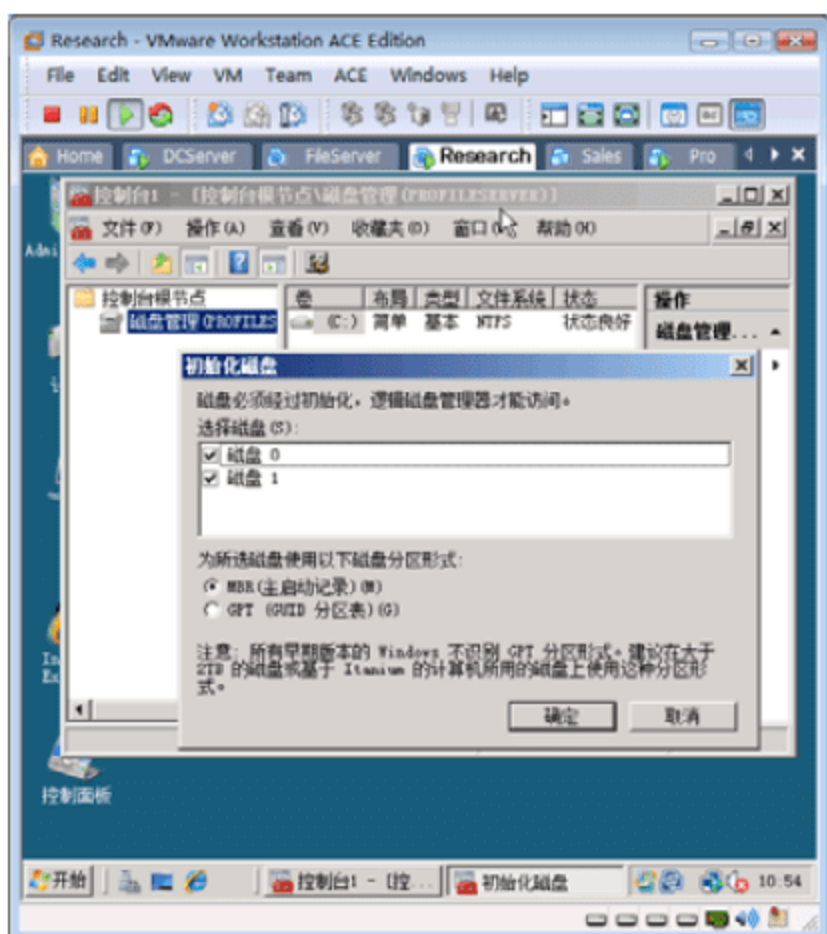 Research - VMware Workstation ACE Edition
File Edit View VM Team ACE Windows Help
Home DCServer FileServer Research Sales Pro
控制台1 - [控制台根节点\磁盘管理(PROFILESERVER)]
文件(F) 操作(A) 查看(V) 收藏夹(O) 窗口 帮助(H)
Admi
控制台根节点 卷 布局 类型 文件系统 状态 操作
磁盘管理(PROFILES (C:) 简单 基本 NTFS 状态良好 磁盘管理...
初始化磁盘
磁盘必须经过初始化，逻辑磁盘管理器才能访问。
选择磁盘(S):
磁盘 0
磁盘 1
为所选磁盘使用以下磁盘分区形式:
MBR(主启动记录)(M)
GPT (GUID 分区表)(G)
注意: 所有早期版本的 Windows 不识别 GPT 分区形式。建议在大于
2TB 的磁盘或基于 Itanium 的计算机所用的磁盘上使用这种分区形
式。
In
Ex
确定 取消
控制面板
开始 控制台1 - [控... 初始化磁盘 10:54